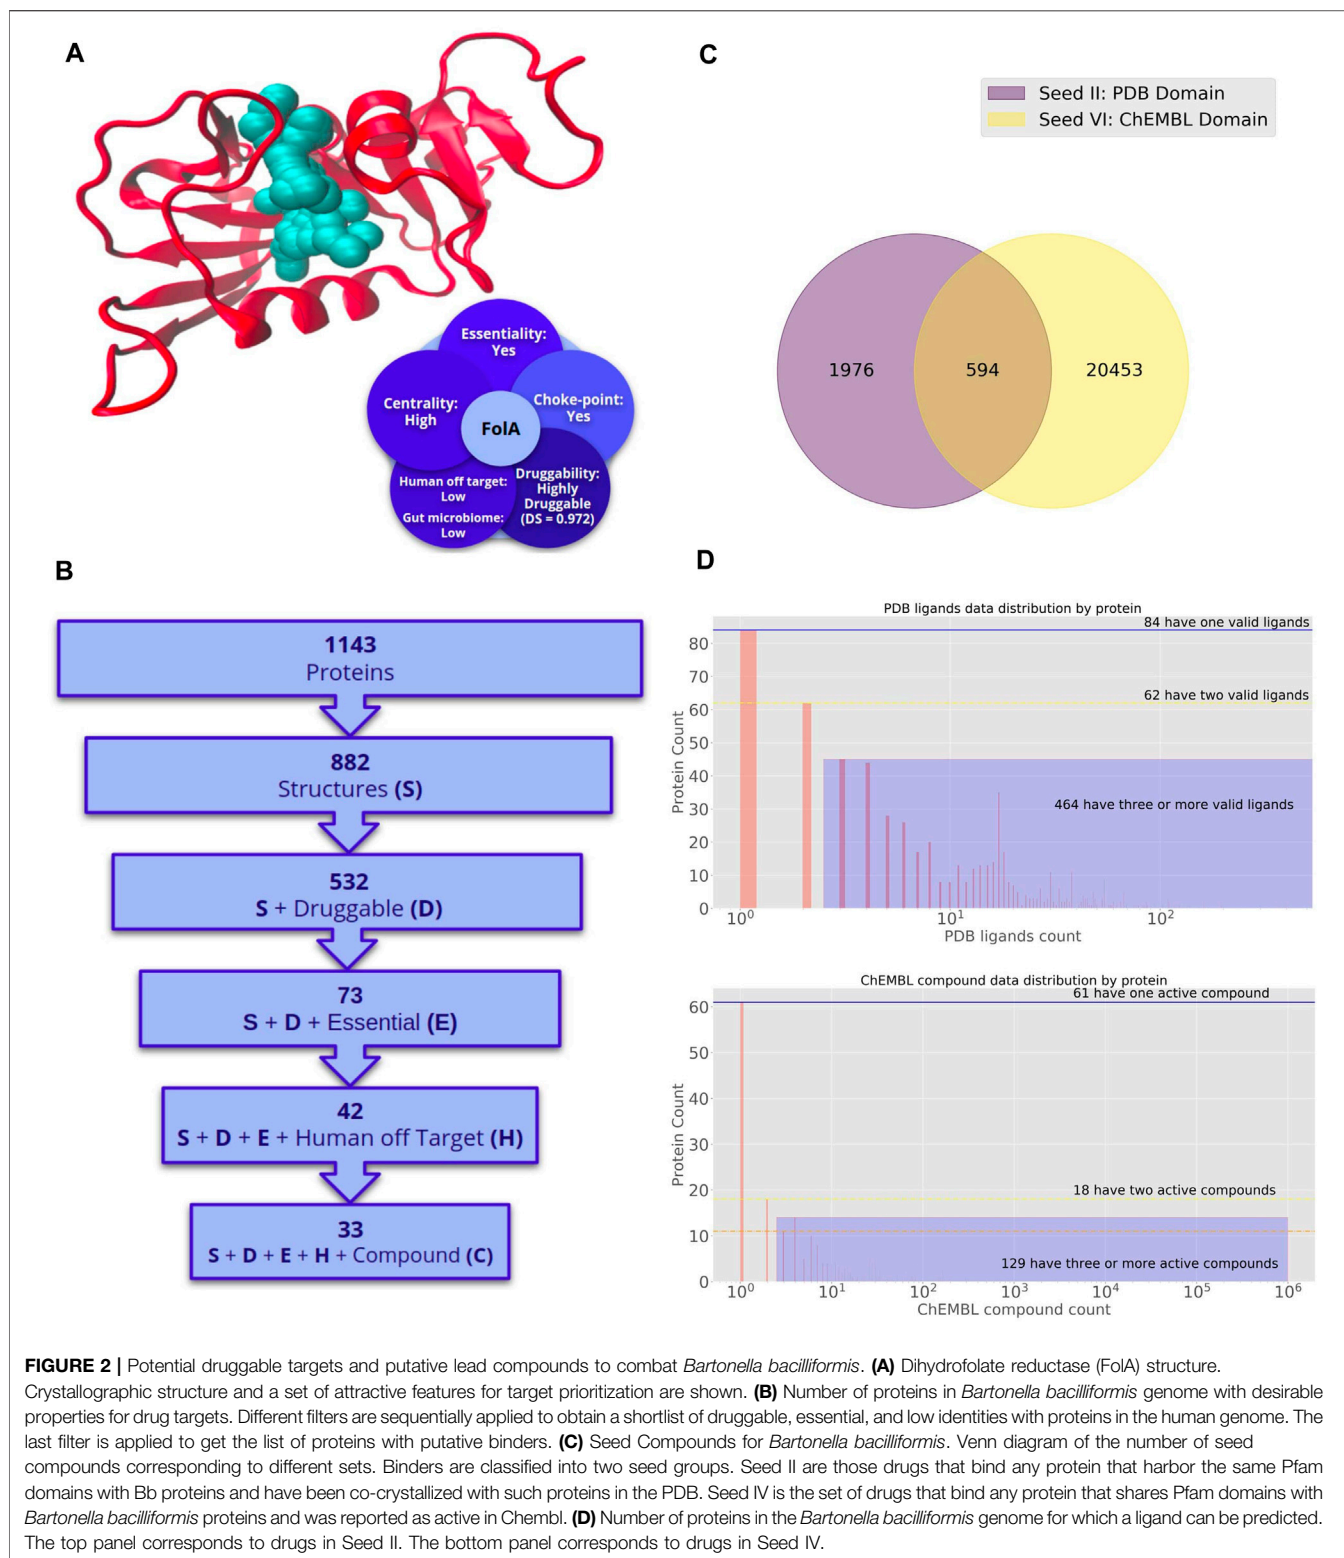 A
Essentiality:
Yes
Centrality:
High
Choke-point:
Yes
FolA
Human off target:
Low
Gut microbiome:
Low
Druggability:
Highly
Druggable
(DS = 0.972)
B
1143
Proteins
882
Structures (S)
532
S + Druggable (D)
73
S + D + Essential (E)
42
S + D + E + Human off Target (H)
33
S + D + E + H + Compound (C)
C
Seed II: PDB Domain
Seed VI: ChEMBL Domain
1976
594
20453
D
PDB ligands data distribution by protein
84 have one valid ligands
62 have two valid ligands
464 have three or more valid ligands
Protein Count
80
70
60
50
40
30
20
10
0
10⁰
10¹
10²
PDB ligands count
ChEMBL compound data distribution by protein
61 have one active compound
18 have two active compounds
129 have three or more active compounds
Protein Count
60
50
40
30
20
10
0
10⁰
10¹
10²
10³
10⁴
10⁵
10⁶
ChEMBL compound count
FIGURE 2 | Potential druggable targets and putative lead compounds to combat Bartonella bacilliformis. (A) Dihydrofolate reductase (FolA) structure.
Crystallographic structure and a set of attractive features for target prioritization are shown. (B) Number of proteins in Bartonella bacilliformis genome with desirable
properties for drug targets. Different filters are sequentially applied to obtain a shortlist of druggable, essential, and low identities with proteins in the human genome. The
last filter is applied to get the list of proteins with putative binders. (C) Seed Compounds for Bartonella bacilliformis. Venn diagram of the number of seed
compounds corresponding to different sets. Binders are classified into two seed groups. Seed II are those drugs that bind any protein that harbor the same Pfam
domains with Bb proteins and have been co-crystallized with such proteins in the PDB. Seed IV is the set of drugs that bind any protein that shares Pfam domains with
Bartonella bacilliformis proteins and was reported as active in Chembl. (D) Number of proteins in the Bartonella bacilliformis genome for which a ligand can be predicted.
The top panel corresponds to drugs in Seed II. The bottom panel corresponds to drugs in Seed IV.